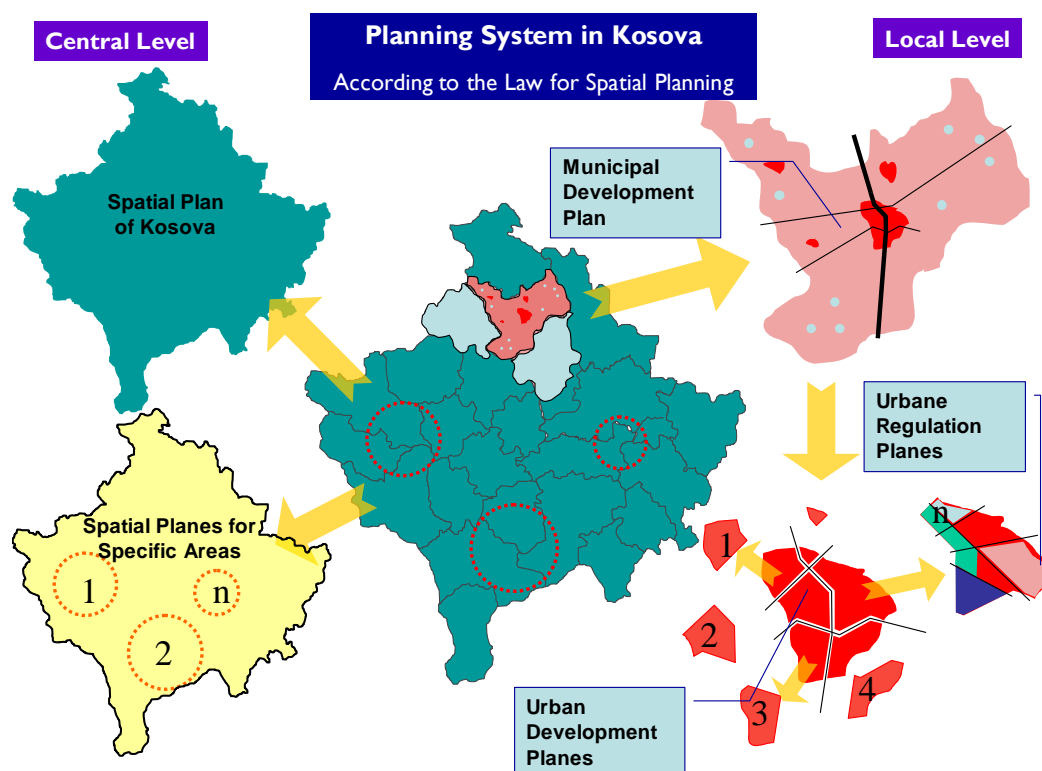 Central Level
Planning System in Kosova
According to the Law for Spatial Planning
Local Level
Spatial Plan
of Kosova
Municipal
Development
Plan
Urbane
Regulation
Planes
Spatial Planes for
Specific Areas
1
n
2
n
1
2
3
4
Urban
Development
Planes